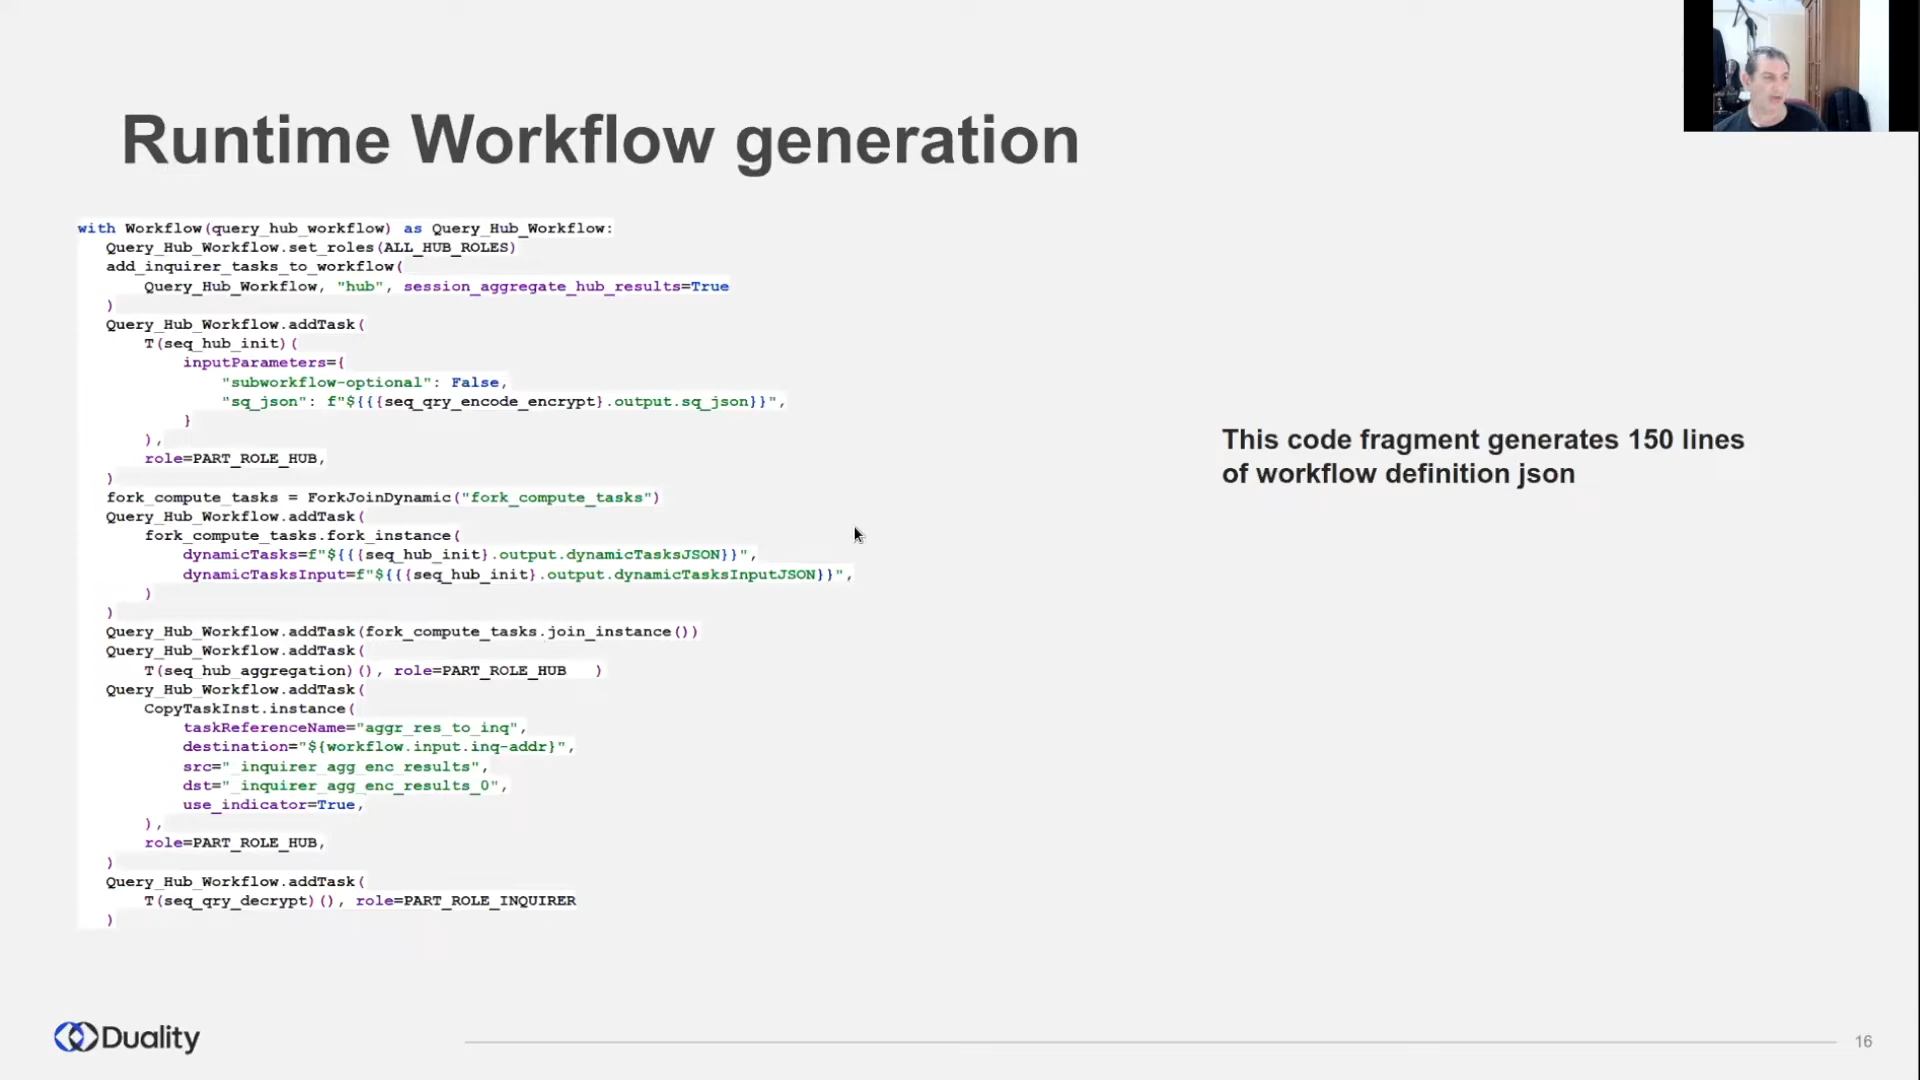 Runtime Workflow generation
with Workflow(query_hub_workflow) as Query_Hub_Workflow:
    Query_Hub_Workflow.set_roles(ALL_HUB_ROLES)
    add_inquirer_tasks_to_workflow(
        Query_Hub_Workflow, "hub", session_aggregate_hub_results=True
    )
    Query_Hub_Workflow.addTask(
        T(seq_hub_init)(
            inputParameters={
                "subworkflow-optional": False,
                "sq_json": f"${{{seq_qry_encode_encrypt}.output.sq_json}}",
            }
        ),
        role=PART_ROLE_HUB,
    )
    fork_compute_tasks = ForkJoinDynamic("fork_compute_tasks")
    Query_Hub_Workflow.addTask(
        fork_compute_tasks.fork_instance(
            dynamicTasks=f"${{{seq_hub_init}.output.dynamicTasksJSON}}",
            dynamicTasksInput=f"${{{seq_hub_init}.output.dynamicTasksInputJSON}}",
        )
    )
    Query_Hub_Workflow.addTask(fork_compute_tasks.join_instance())
    Query_Hub_Workflow.addTask(
        T(seq_hub_aggregation)(), role=PART_ROLE_HUB   )
    Query_Hub_Workflow.addTask(
        CopyTaskInst.instance(
            taskReferenceName="aggr_res_to_inq",
            destination="${workflow.input.inq-addr}",
            src="_inquirer_agg_enc_results",
            dst="_inquirer_agg_enc_results_0",
            use_indicator=True,
        ),
        role=PART_ROLE_HUB,
    )
    Query_Hub_Workflow.addTask(
        T(seq_qry_decrypt)(), role=PART_ROLE_INQUIRER
    )
This code fragment generates 150 lines
of workflow definition json
Duality
16